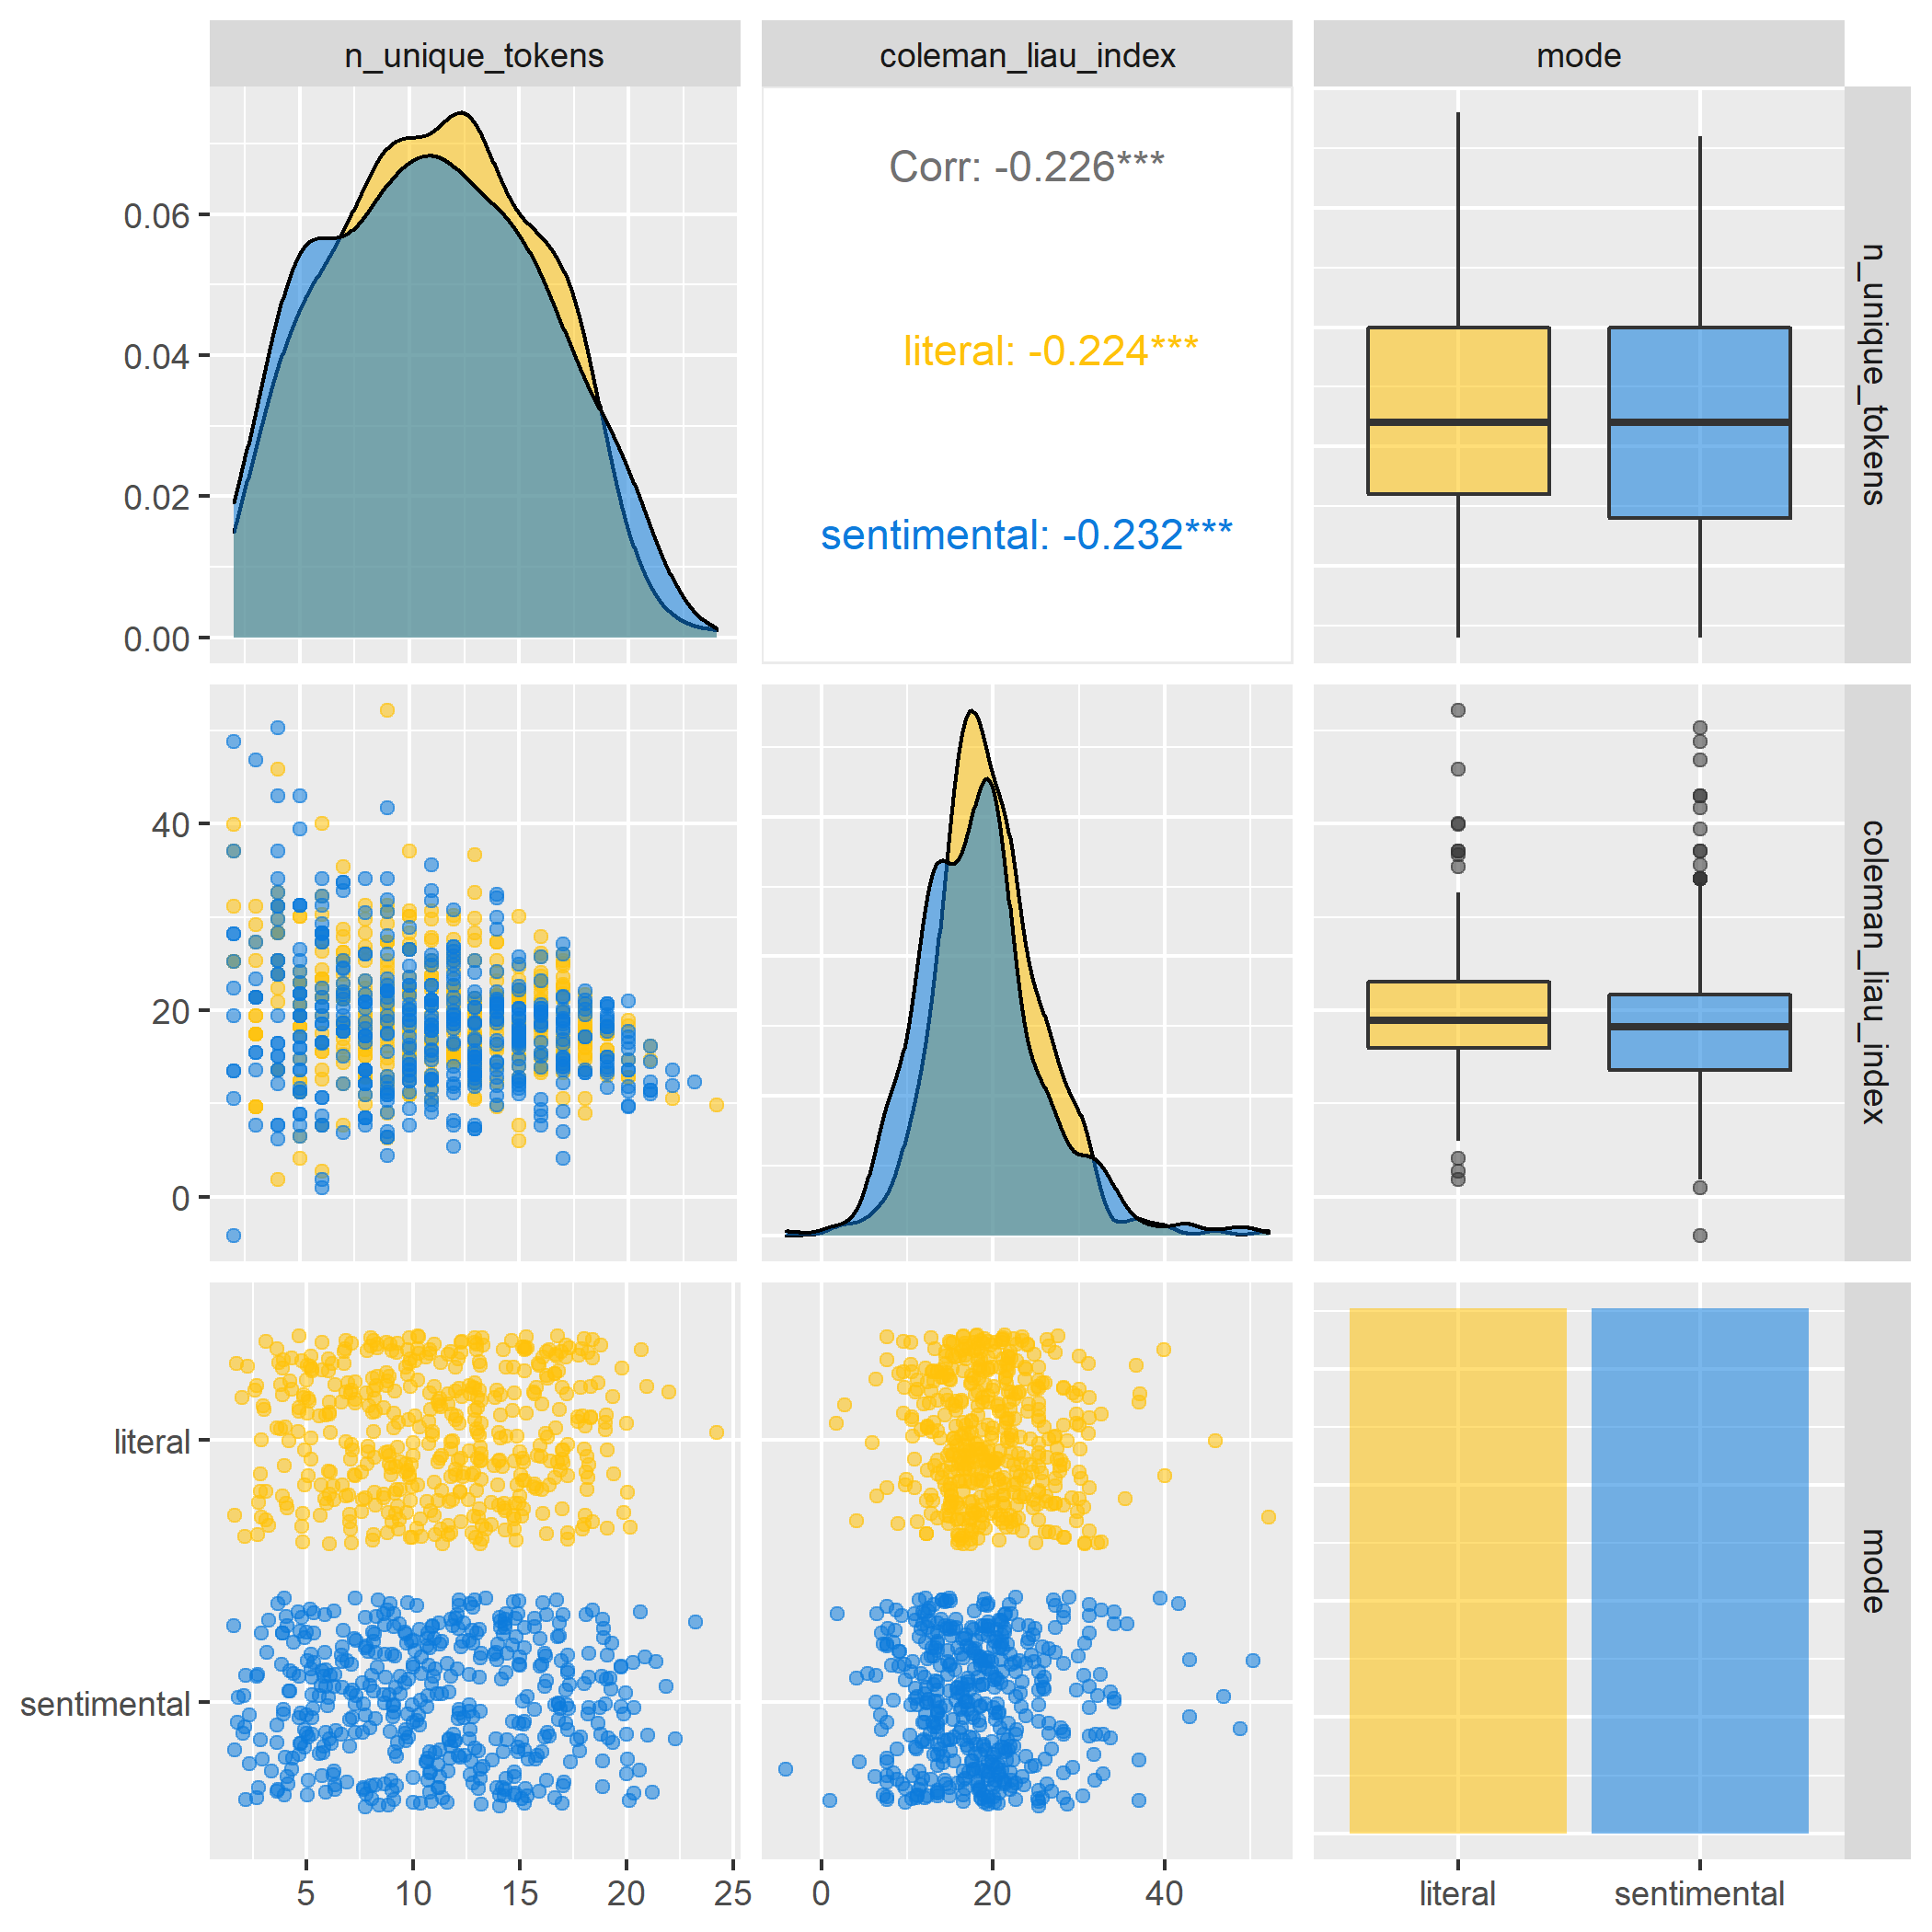 n_unique_tokens
coleman_liau_index
mode
0.06
0.04
0.02
0.00
Corr: -0.226***
literal: -0.224***
sentimental: -0.232***
n_unique_tokens
40
20
0
coleman_liau_index
literal
sentimental
mode
5
10
15
20
25
0
20
40
literal
sentimental